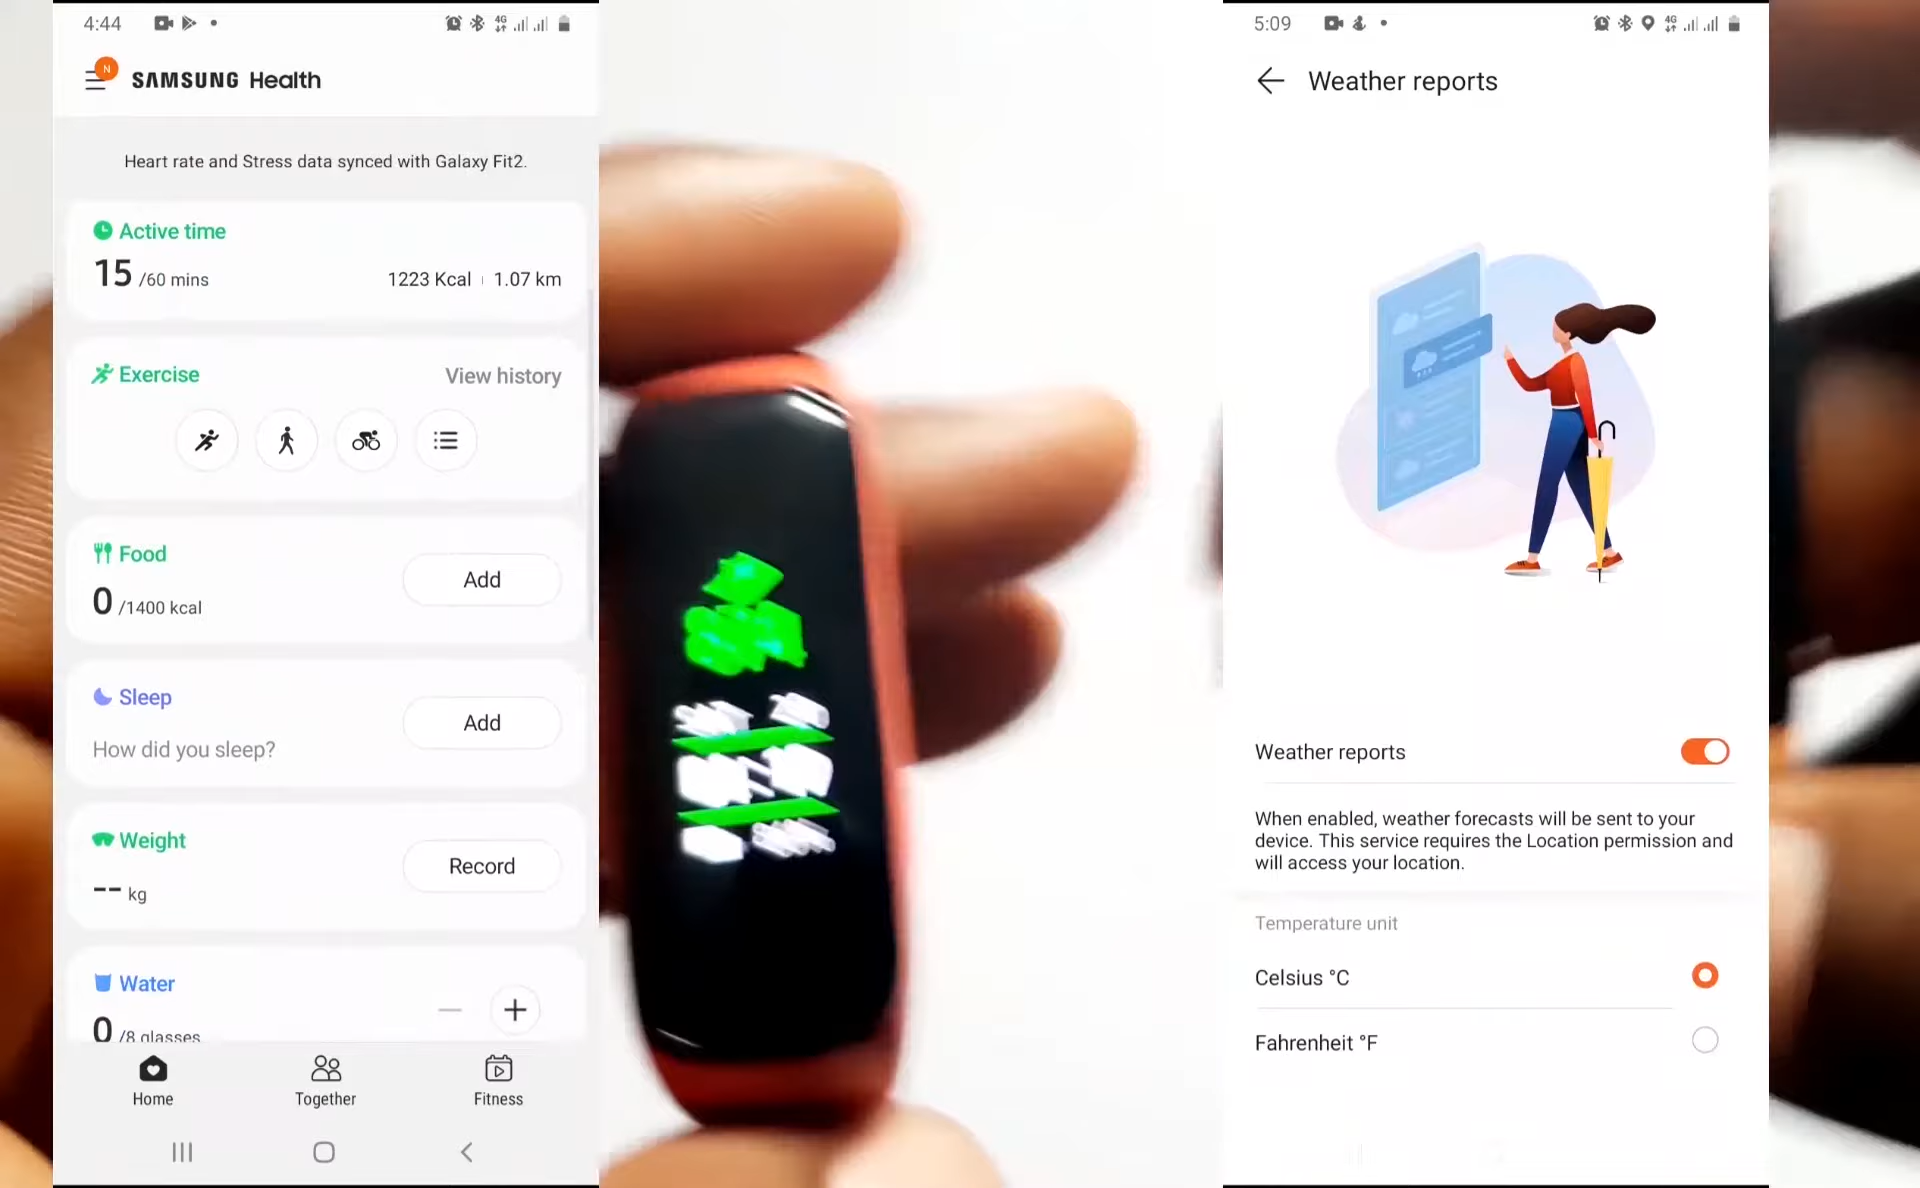 4:44
N
SAMSUNG Health
Heart rate and Stress data synced with Galaxy Fit2.
Active time
15 /60 mins
1223 Kcal
1.07 km
Exercise
View history
Food
0 /1400 kcal
Add
Sleep
How did you sleep?
Add
Weight
-- kg
Record
Water
0 /8 glasses
Home
Together
Fitness
5:09
4G
Weather reports
Weather reports
When enabled, weather forecasts will be sent to your
device. This service requires the Location permission and
will access your location.
Temperature unit
Celsius °C
Fahrenheit °F